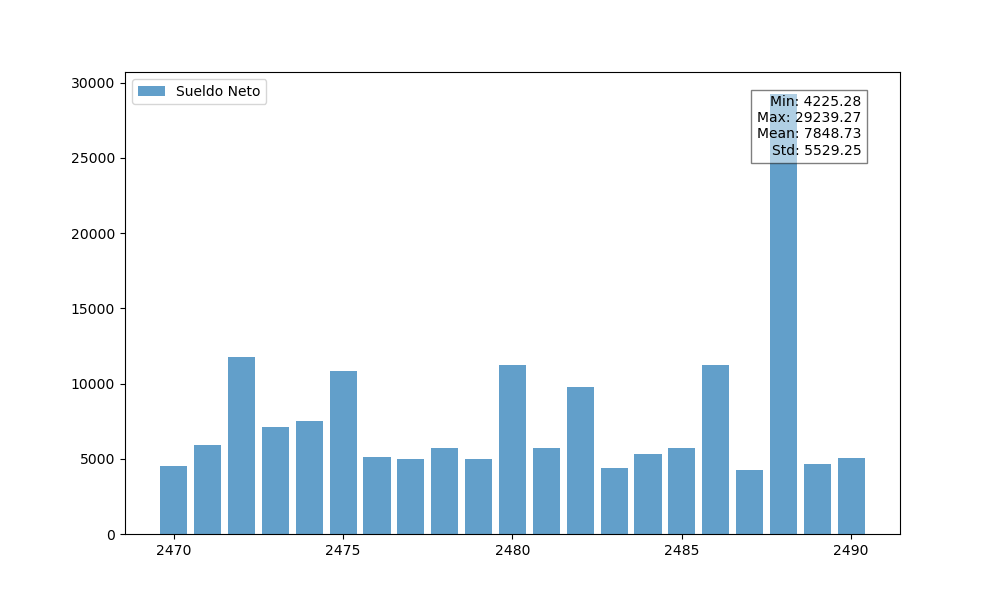 30000
25000
20000
15000
10000
5000
0
Sueldo Neto
Min: 4225.28
Max: 29239.27
Mean: 7848.73
Std: 5529.25
2470 2475 2480 2485 2490